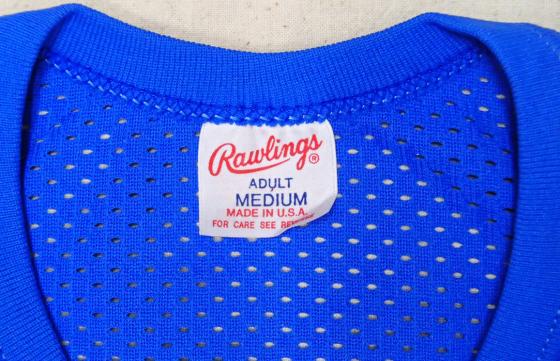 Rawlings®
ADULT
MEDIUM
MADE IN U.S.A.
FOR CARE SEE